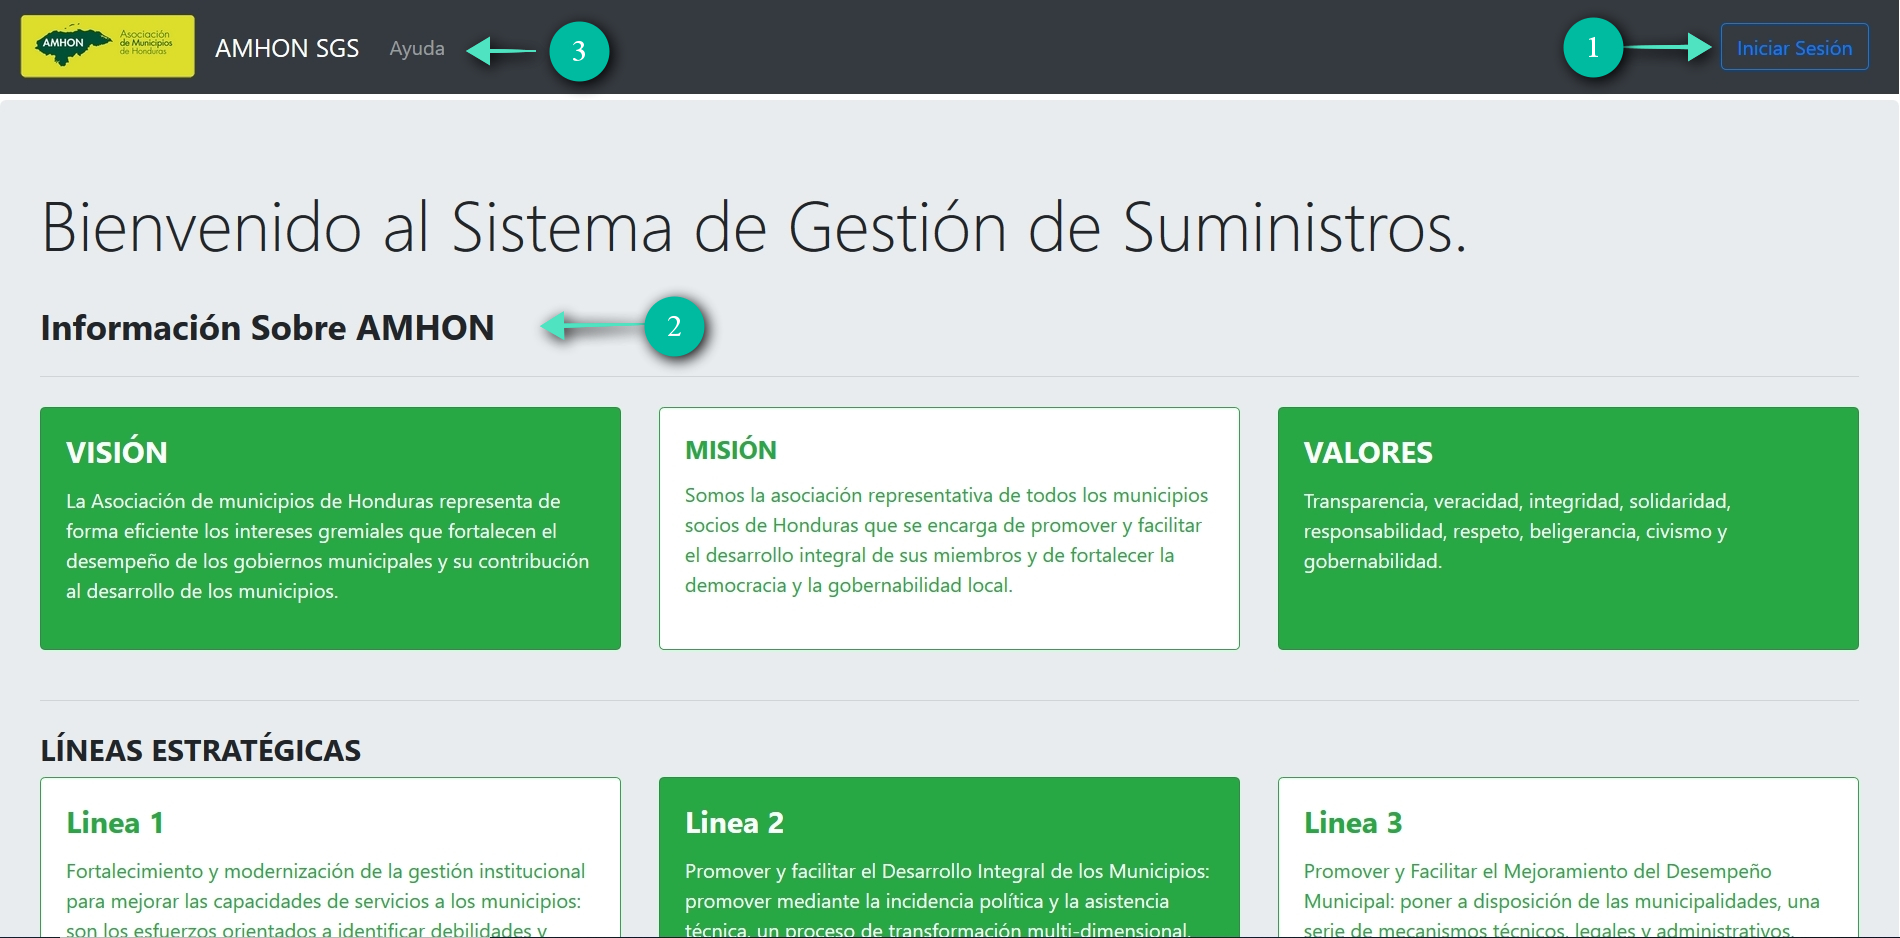 AMHON
Asociación
de Municipios
de Honduras
AMHON SGS
Ayuda
3
1
Iniciar Sesión
Bienvenido al Sistema de Gestión de Suministros.
Información Sobre AMHON
2
VISIÓN
La Asociación de municipios de Honduras representa de
forma eficiente los intereses gremiales que fortalecen el
desempeño de los gobiernos municipales y su contribución
al desarrollo de los municipios.
MISIÓN
Somos la asociación representativa de todos los municipios
socios de Honduras que se encarga de promover y facilitar
el desarrollo integral de sus miembros y de fortalecer la
democracia y la gobernabilidad local.
VALORES
Transparencia, veracidad, integridad, solidaridad,
responsabilidad, respeto, beligerancia, civismo y
gobernabilidad.
LÍNEAS ESTRATÉGICAS
Linea 1
Fortalecimiento y modernización de la gestión institucional
para mejorar las capacidades de servicios a los municipios:
son los esfuerzos orientados a identificar debilidades y
Linea 2
Promover y facilitar el Desarrollo Integral de los Municipios:
promover mediante la incidencia política y la asistencia
técnica, un proceso de transformación multi-dimensional,
Linea 3
Promover y Facilitar el Mejoramiento del Desempeño
Municipal: poner a disposición de las municipalidades, una
serie de mecanismos técnicos, legales y administrativos,